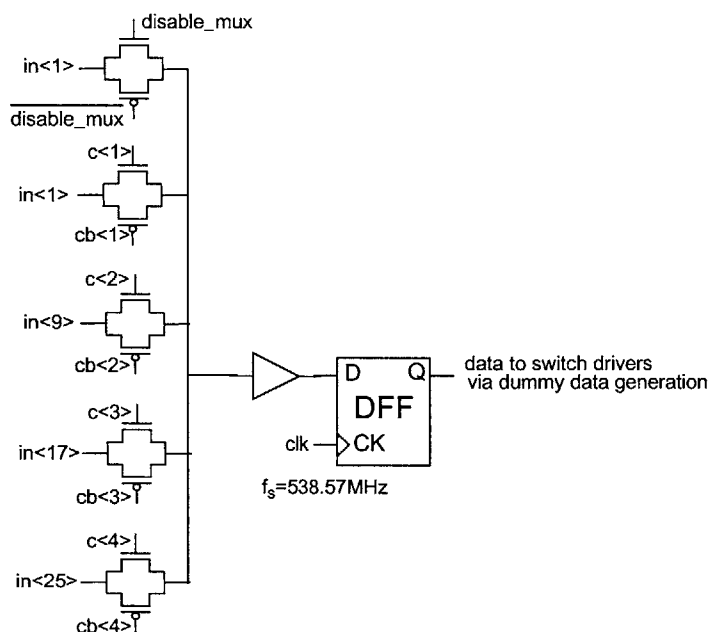 disable_mux
in<1>
disable_mux
c<1>
in<1>
cb<1>
c<2>
in<9>
cb<2>
c<3>
in<17>
cb<3>
c<4>
in<25>
cb<4>
D Q
DFF
clk CK
fs=538.57MHz
data to switch drivers
via dummy data generation